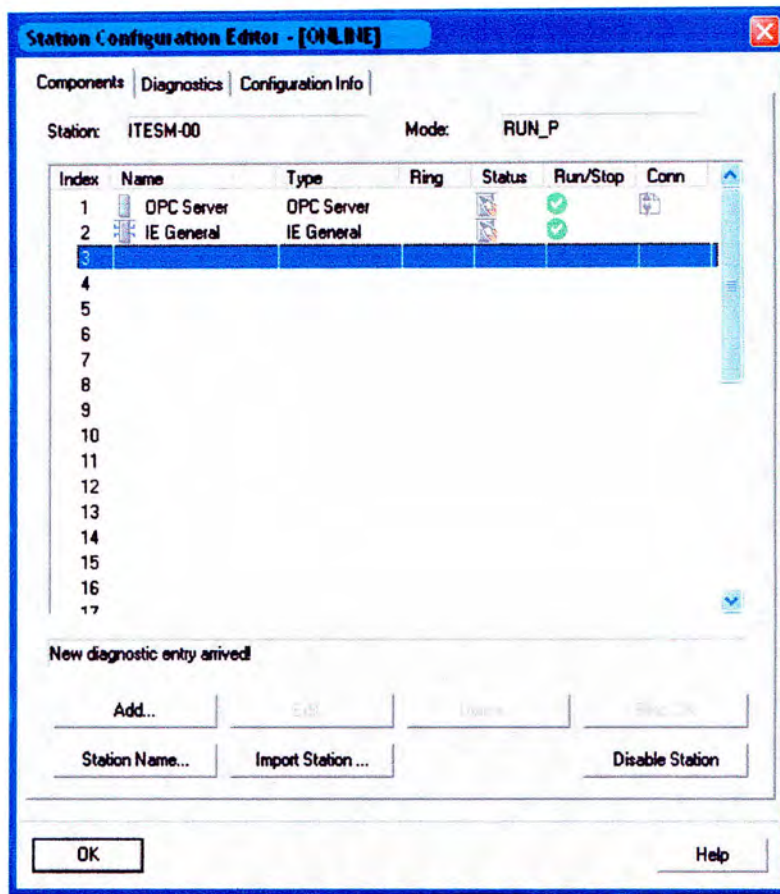 Station Configuration Editor - [ONLINE]
Components Diagnostics Configuration Info
Station: ITESM-00 Mode: RUN_P
Index Name Type Ring Status Run/Stop Conn
1 OPC Server OPC Server
2 IE General IE General
3
4
5
6
7
8
9
10
11
12
13
14
15
16
17
New diagnostic entry arrived!
Add... Edit...
Station Name... Import Station ... Disable Station
OK Help